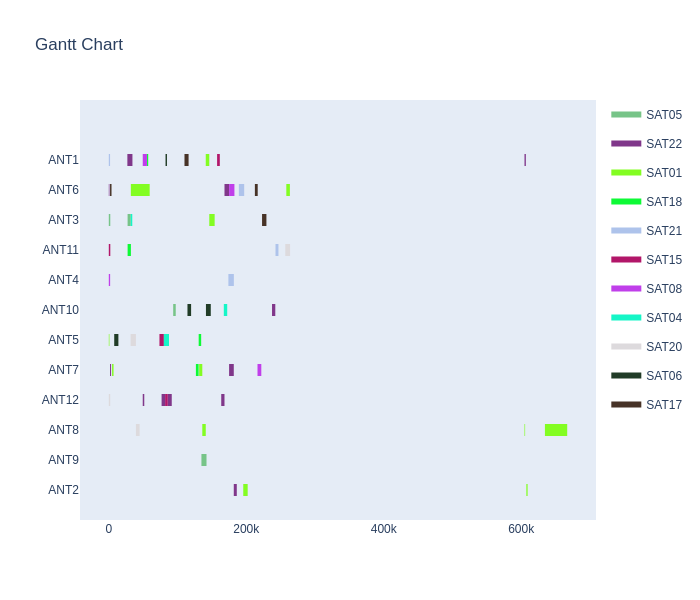 Gantt Chart
ANT1
ANT6
ANT3
ANT11
ANT4
ANT10
ANT5
ANT7
ANT12
ANT8
ANT9
ANT2
0 200k 400k 600k
SAT05
SAT22
SAT01
SAT18
SAT21
SAT15
SAT08
SAT04
SAT20
SAT06
SAT17